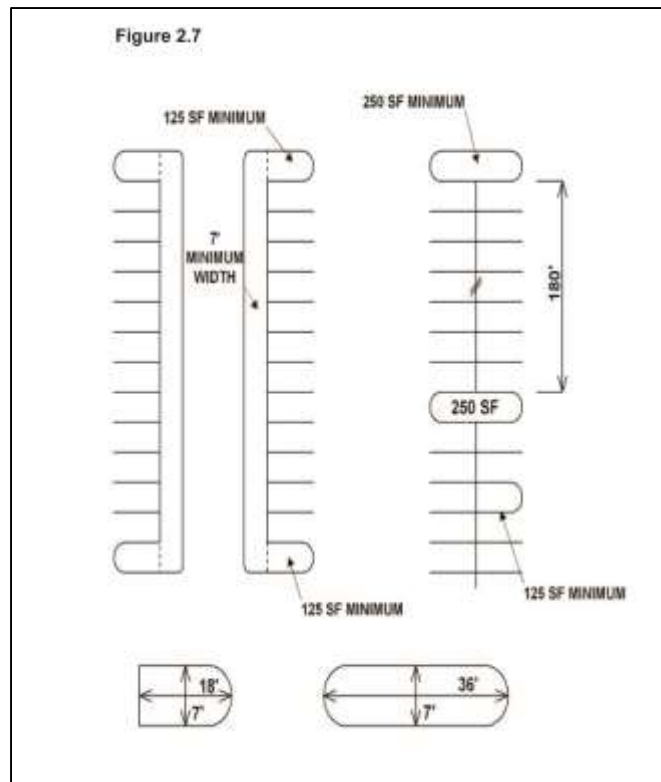 Figure 2.7
125 SF MINIMUM
250 SF MINIMUM
7'
MINIMUM
WIDTH
180'
250 SF
125 SF MINIMUM
125 SF MINIMUM
18'
7'
36'
7'